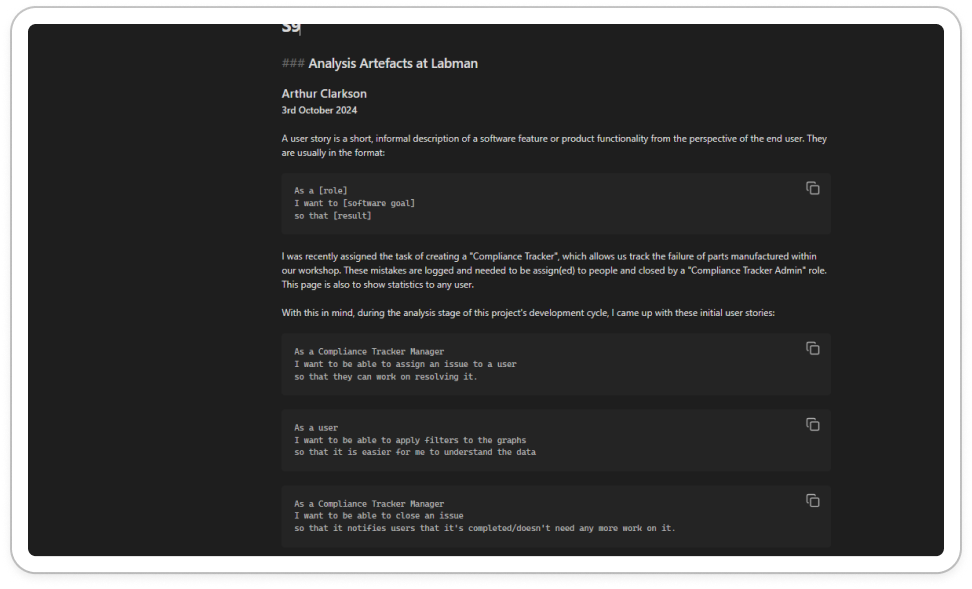 S9
### Analysis Artefacts at Labman
Arthur Clarkson
3rd October 2024
A user story is a short, informal description of a software feature or product functionality from the perspective of the end user. They
are usually in the format:
As a [role]
I want to [software goal]
so that [result]
I was recently assigned the task of creating a "Compliance Tracker", which allows us track the failure of parts manufactured within
our workshop. These mistakes are logged and needed to be assign(ed) to people and closed by a "Compliance Tracker Admin" role.
This page is also to show statistics to any user.
With this in mind, during the analysis stage of this project's development cycle, I came up with these initial user stories:
As a Compliance Tracker Manager
I want to be able to assign an issue to a user
so that they can work on resolving it.
As a user
I want to be able to apply filters to the graphs
so that it is easier for me to understand the data
As a Compliance Tracker Manager
I want to be able to close an issue
so that it notifies users that it's completed/doesn't need any more work on it.